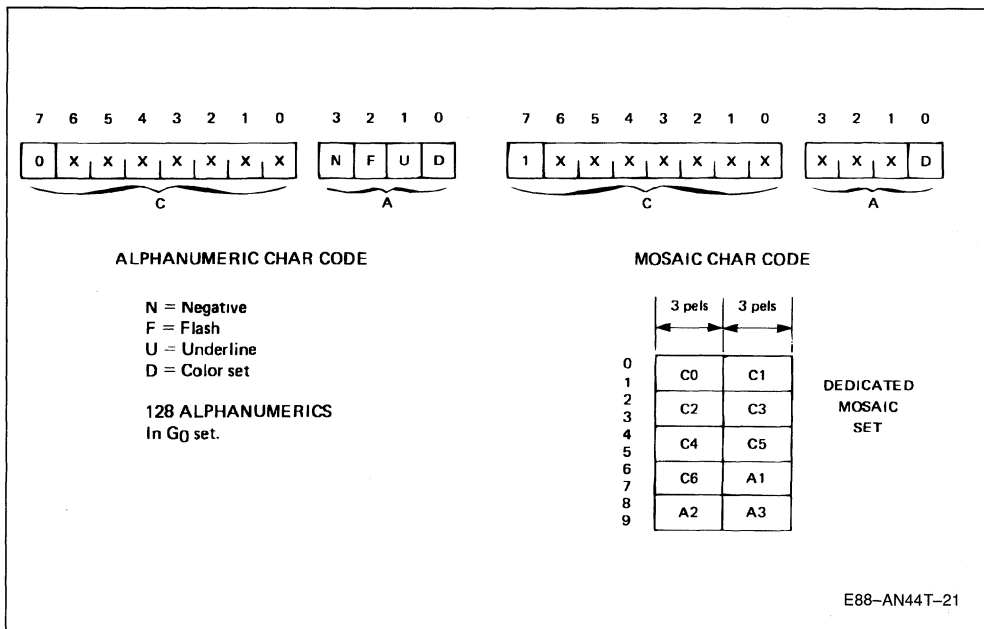 7 6 5 4 3 2 1 0 3 2 1 0 7 6 5 4 3 2 1 0 3 2 1 0
0 X X X X X X X N F U D 1 X X X X X X X X X X D
C A C A
ALPHANUMERIC CHAR CODE MOSAIC CHAR CODE
N = Negative
F = Flash
U = Underline
D = Color set
128 ALPHANUMERICS
In G0 set.
3 pels 3 pels
0
1
2
3
4
5
6
7
8
9
C0 C1
C2 C3
C4 C5
C6 A1
A2 A3
DEDICATED
MOSAIC
SET
E88–AN44T–21